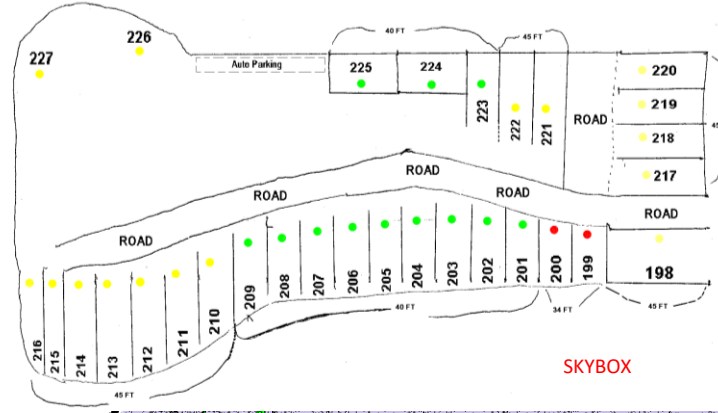 40 FT
45 FT
226
227
Auto Parking
225
224
223
222
221
220
219
218
217
ROAD
ROAD
ROAD
ROAD
ROAD
ROAD
198
216
215
214
213
212
211
210
209
208
207
206
205
204
203
202
201
200
199
40 FT
34 FT
45 FT
45 FT
SKYBOX